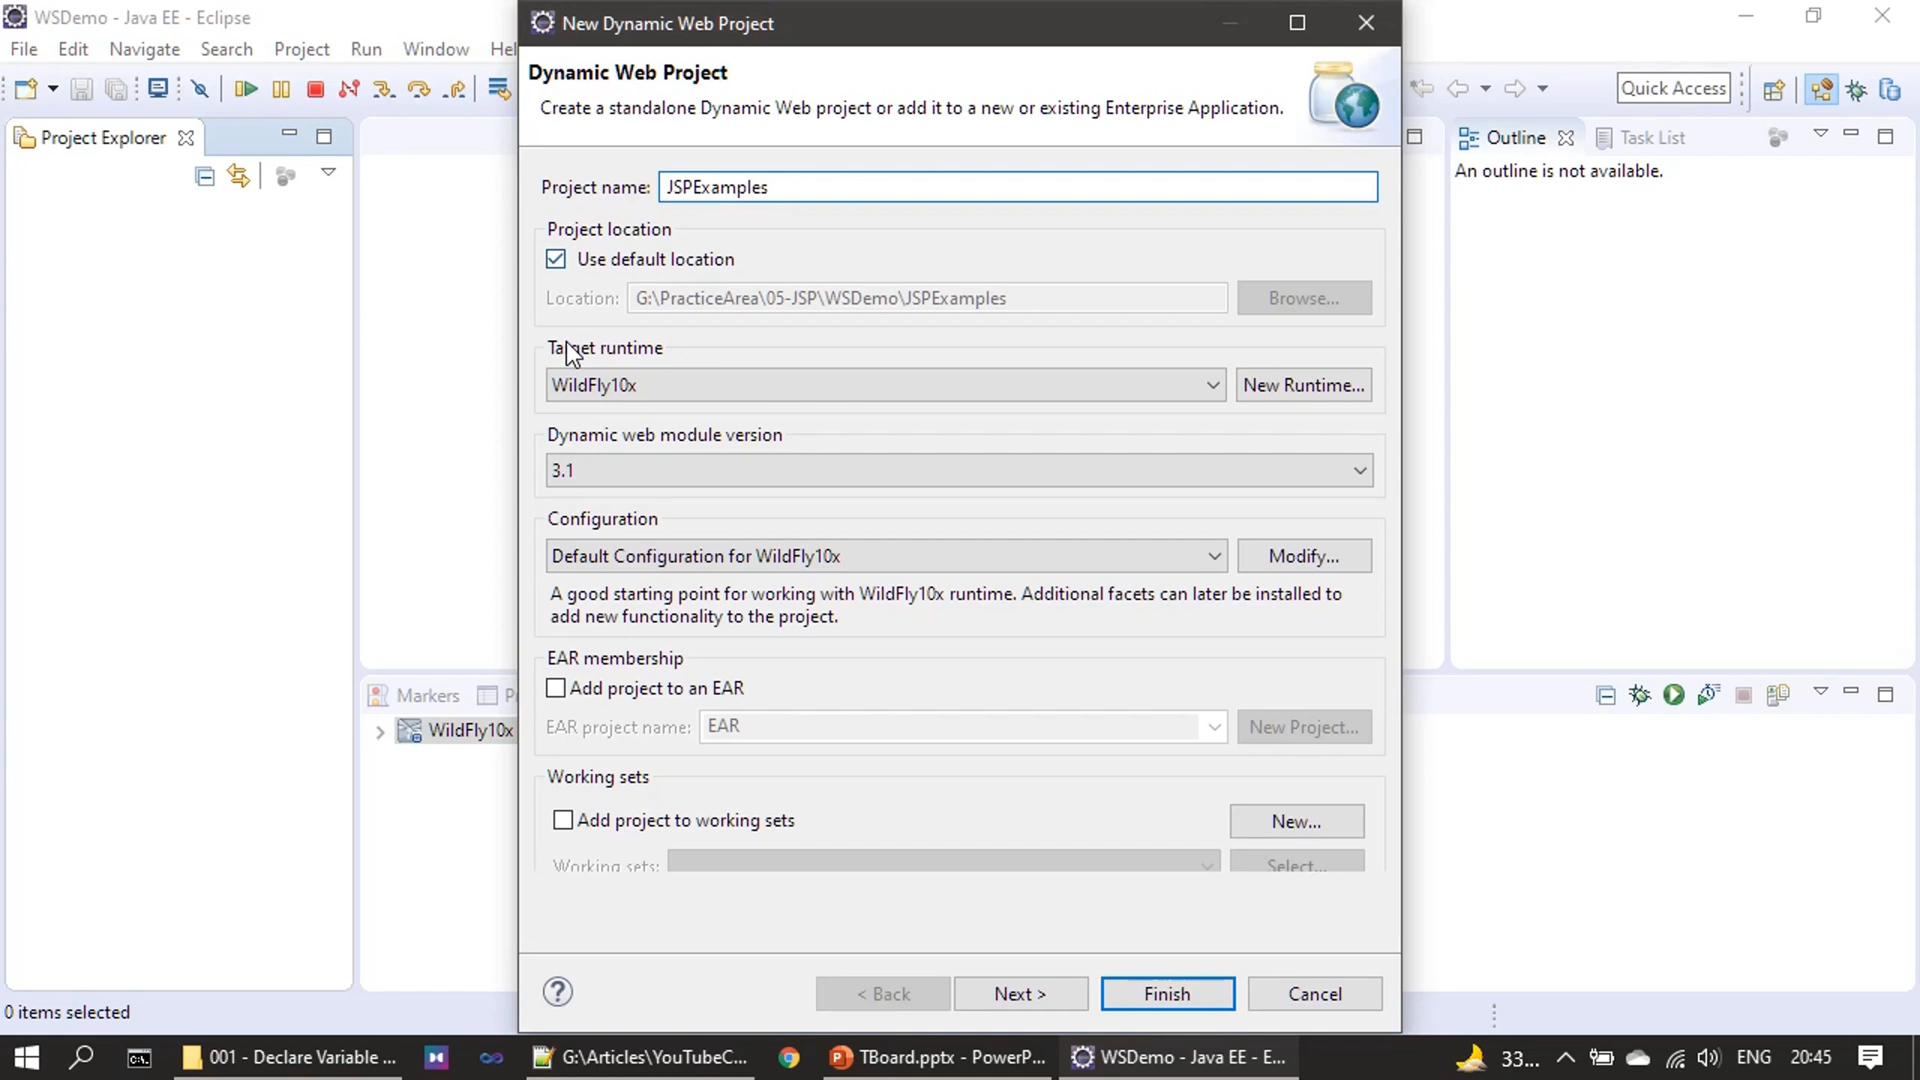 WSDemo - Java EE - Eclipse
File Edit Navigate Search Project Run Window Hel
Quick Access
Project Explorer
Outline
Task List
An outline is not available.
New Dynamic Web Project
Dynamic Web Project
Create a standalone Dynamic Web project or add it to a new or existing Enterprise Application.
Project name: JSPExamples
Project location
Use default location
Location: G:\PracticeArea\05-JSP\WSDemo\JSPExamples Browse...
Target runtime
WildFly10x New Runtime...
Dynamic web module version
3.1
Configuration
Default Configuration for WildFly10x Modify...
A good starting point for working with WildFly10x runtime. Additional facets can later be installed to
add new functionality to the project.
EAR membership
Add project to an EAR
EAR project name: EAR New Project...
Working sets
Add project to working sets New...
Working sets: Select...
Markers P
WildFly10x
? < Back Next > Finish Cancel
0 items selected
001 - Declare Variable ...
G:\Articles\YouTubeC...
TBoard.pptx - PowerP...
WSDemo - Java EE - E...
33... ENG 20:45